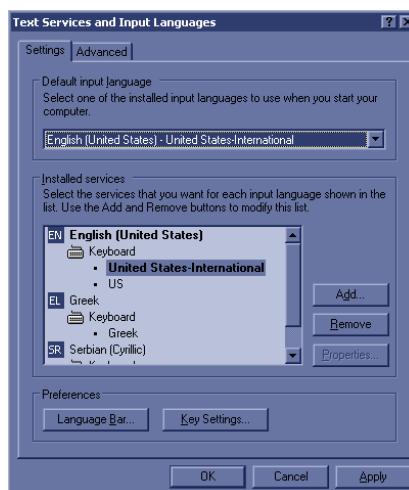 Text Services and Input Languages
Settings
Advanced
Default input language
Select one of the installed input languages to use when you start your
computer.
English (United States) - United States-International
Installed services
Select the services that you want for each input language shown in the
list. Use the Add and Remove buttons to modify this list.
EN English (United States)
Keyboard
• United States-International
• US
EL Greek
Keyboard
• Greek
SR Serbian (Cyrillic)
Add...
Remove
Properties...
Preferences
Language Bar...
Key Settings...
OK
Cancel
Apply